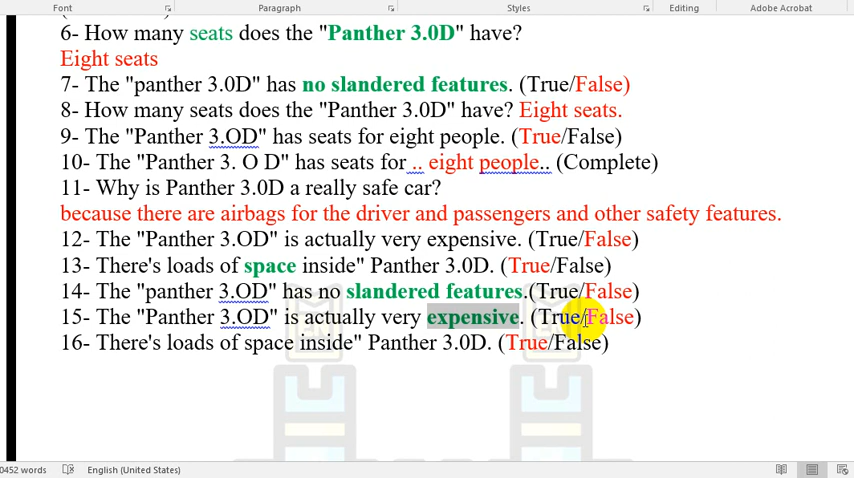 Font Paragraph Styles Editing Adobe Acrobat
6- How many seats does the "Panther 3.0D" have?
Eight seats
7- The "panther 3.0D" has no slandered features. (True/False)
8- How many seats does the "Panther 3.0D" have? Eight seats.
9- The "Panther 3.OD" has seats for eight people. (True/False)
10- The "Panther 3. O D" has seats for .. eight people.. (Complete)
11- Why is Panther 3.0D a really safe car?
because there are airbags for the driver and passengers and other safety features.
12- The "Panther 3.OD" is actually very expensive. (True/False)
13- There's loads of space inside" Panther 3.0D. (True/False)
14- The "panther 3.OD" has no slandered features.(True/False)
15- The "Panther 3.OD" is actually very expensive. (True/False)
16- There's loads of space inside" Panther 3.0D. (True/False)
0452 words English (United States)